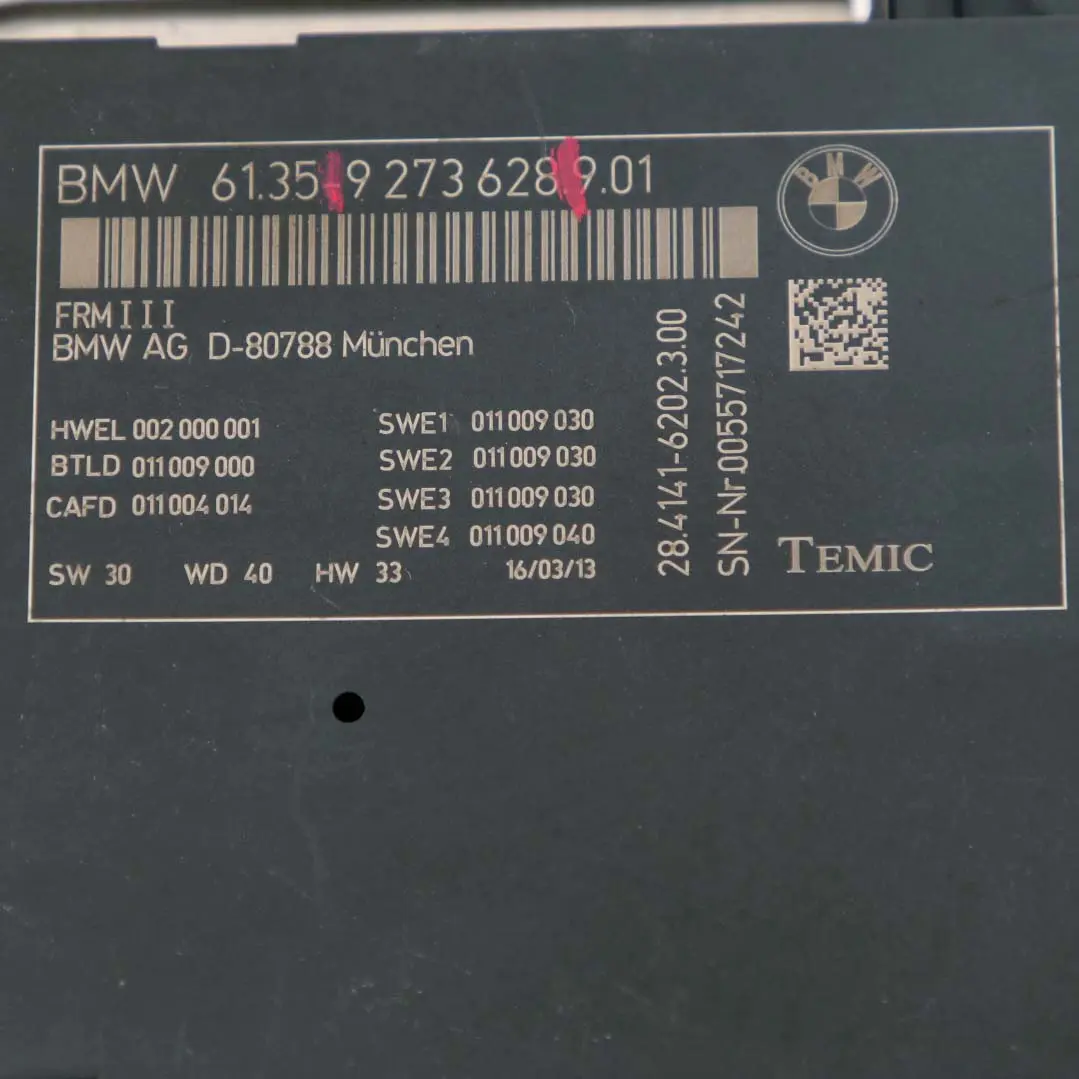 BMW 61.35-9 273 628 9.01
BMW
FRM III
BMW AG D-80788 München
HWEL 002 000 001
BTLD 011 009 000
CAFD 011 004 014
SWE1 011 009 030
SWE2 011 009 030
SWE3 011 009 030
SWE4 011 009 040
SW 30 WD 40 HW 33 16/03/13
28.4141-6202.3.00
SN-Nr.0055717242
TEMIC